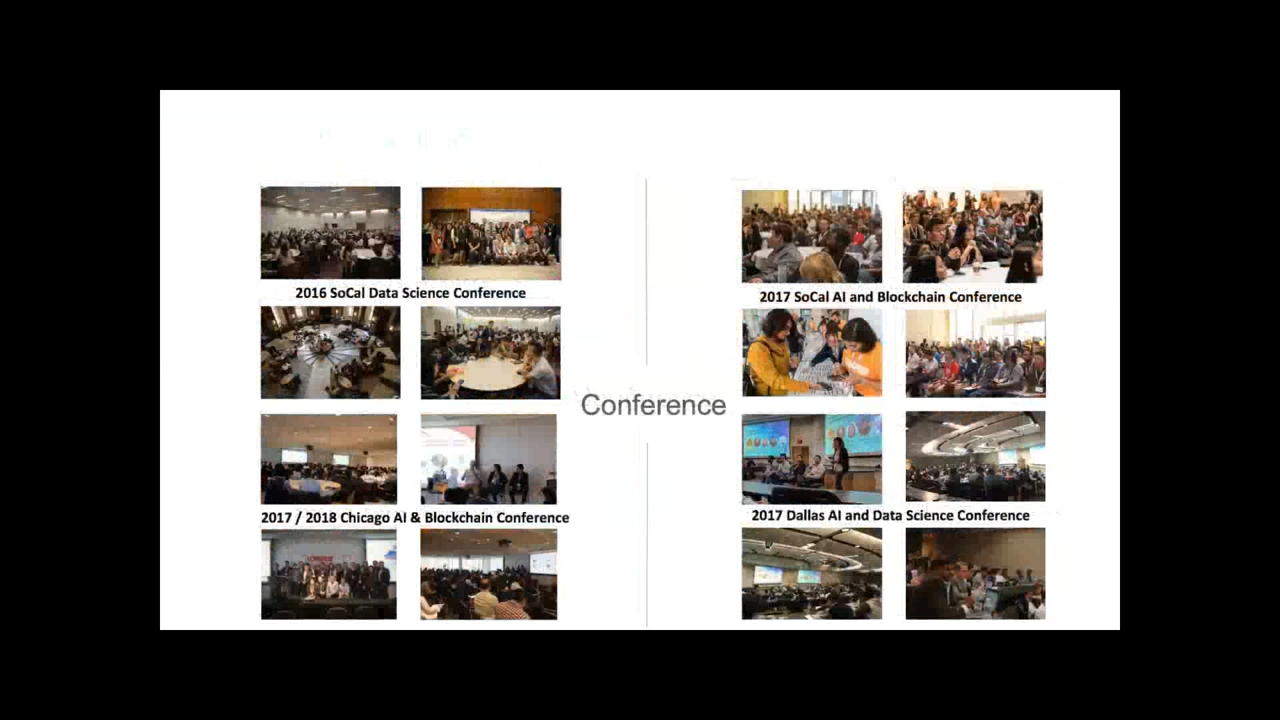 2016 SoCal Data Science Conference
2017 SoCal AI and Blockchain Conference
Conference
2017 / 2018 Chicago AI & Blockchain Conference
2017 Dallas AI and Data Science Conference